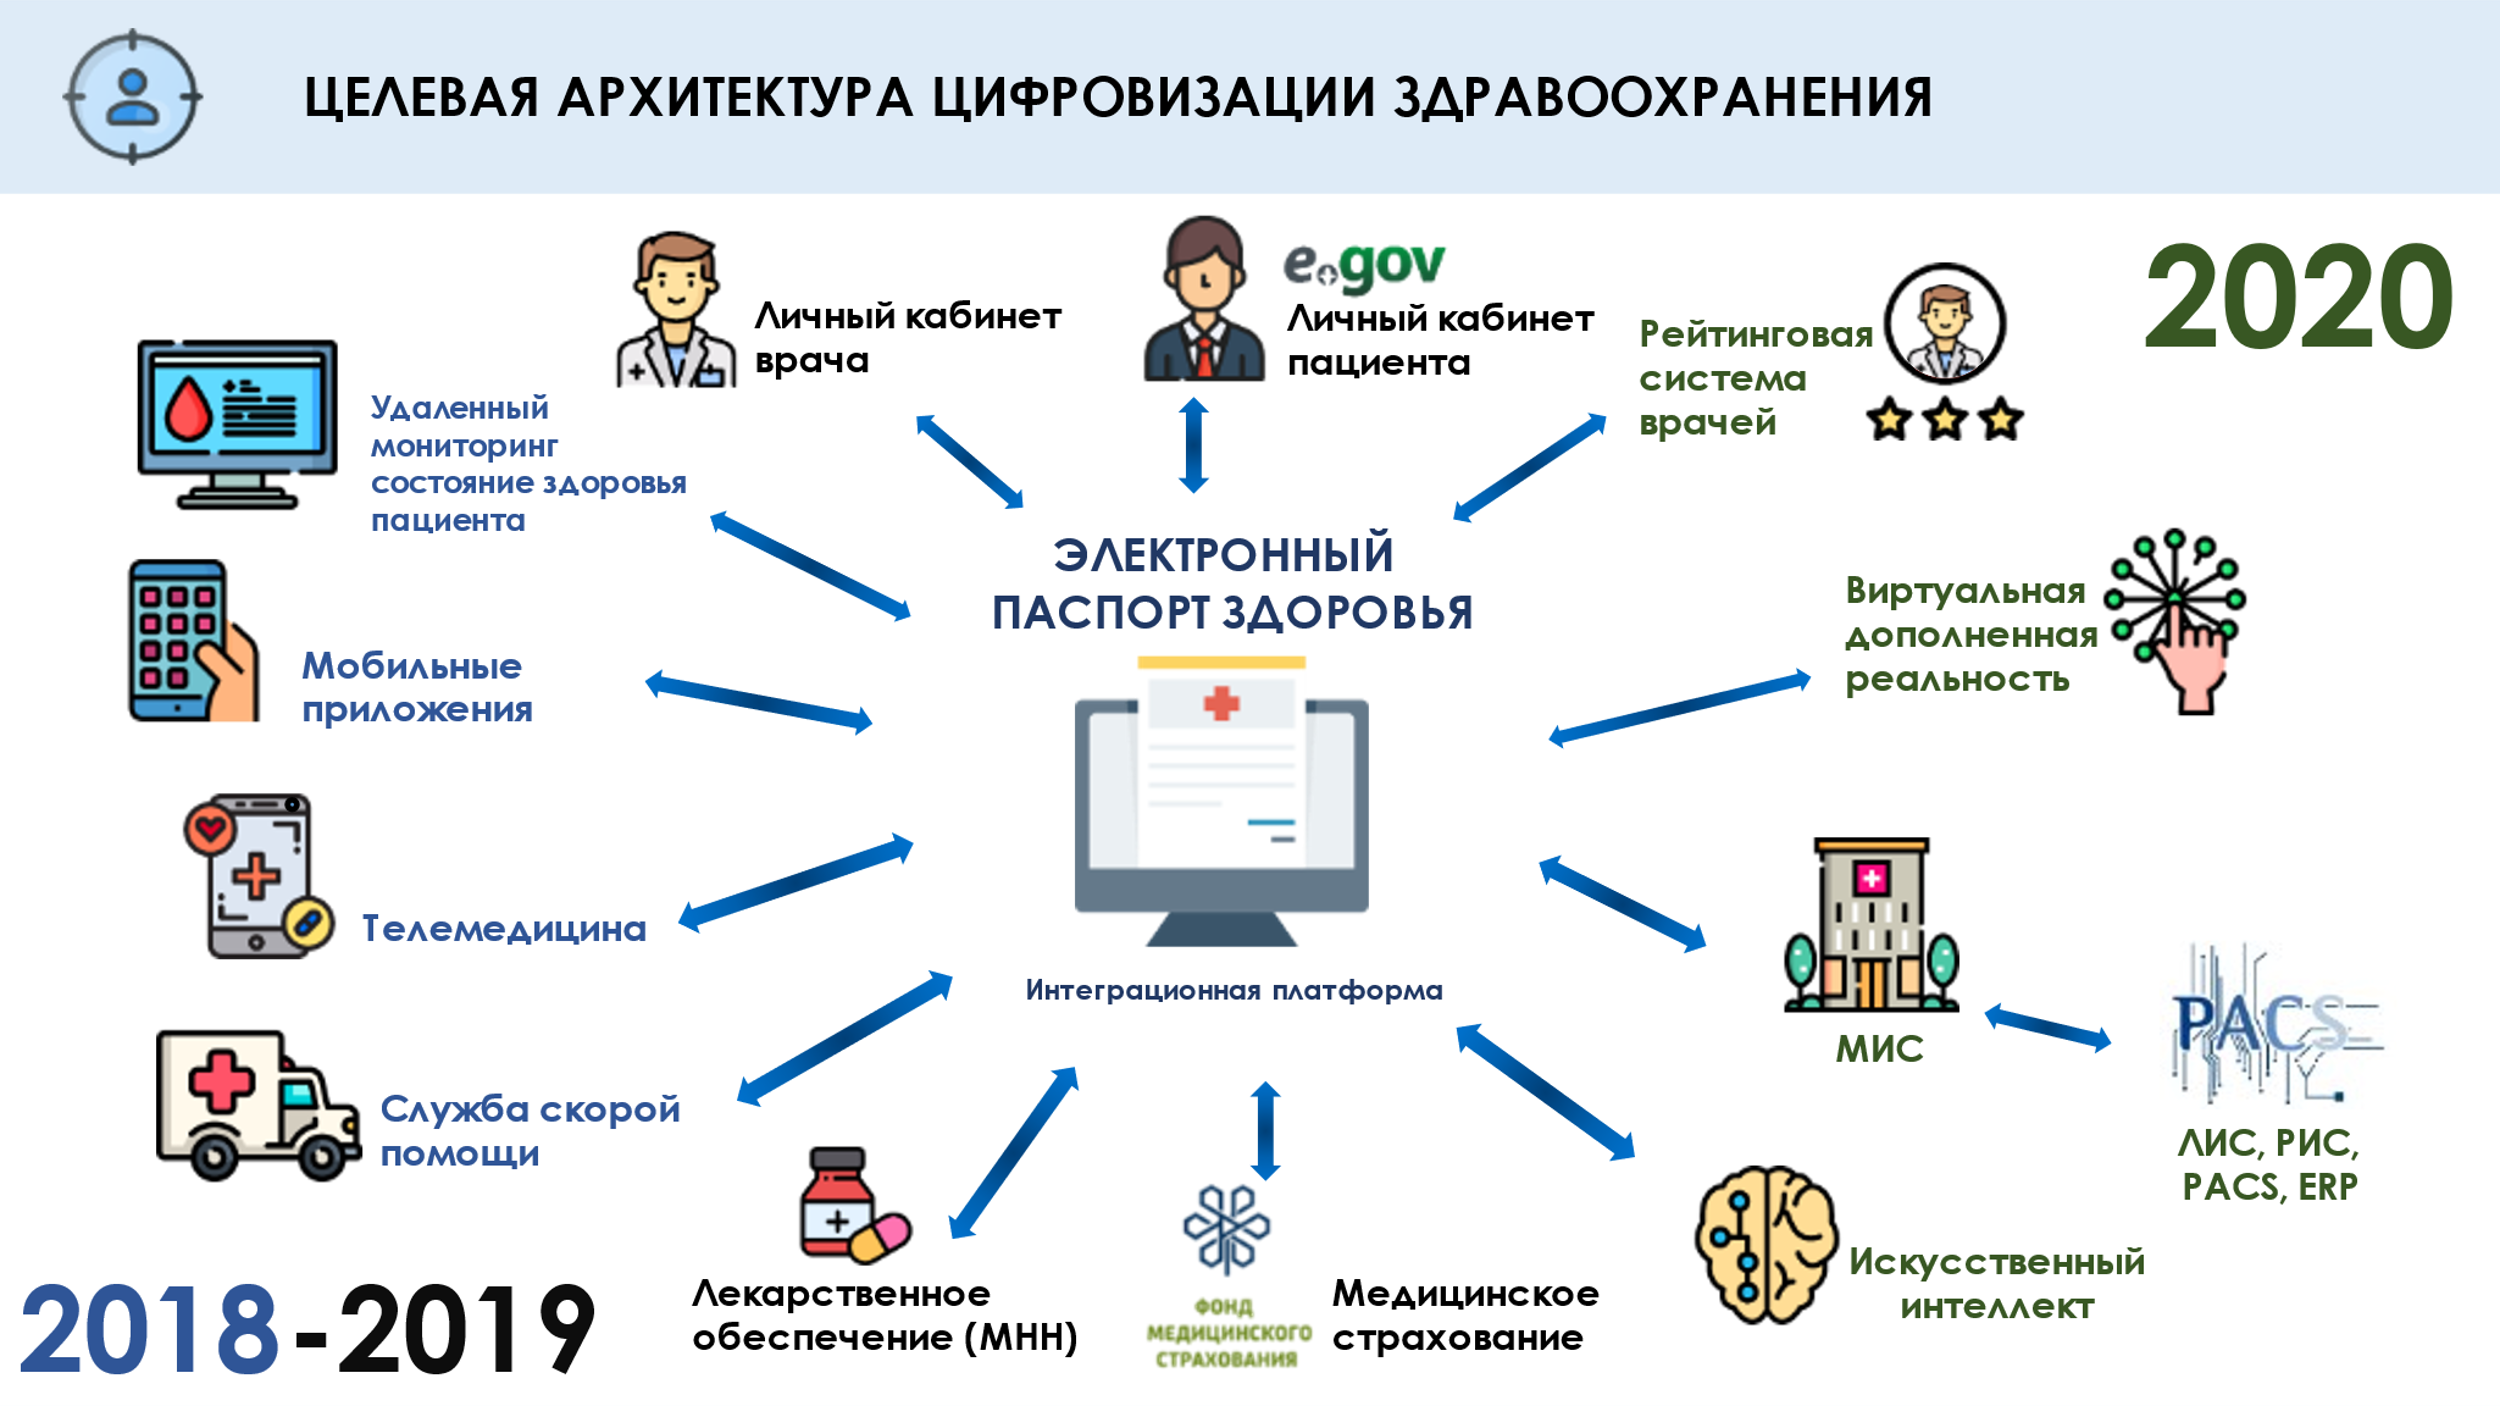 ЦЕЛЕВАЯ АРХИТЕКТУРА ЦИФРОВИЗАЦИИ ЗДРАВООХРАНЕНИЯ
2020
Личный кабинет
врача
e.gov
Личный кабинет
пациента
Рейтинговая
система
врачей
Удаленный
мониторинг
состояние здоровья
пациента
ЭЛЕКТРОННЫЙ
ПАСПОРТ ЗДОРОВЬЯ
Виртуальная
дополненная
реальность
Мобильные
приложения
Телемедицина
Интеграционная платформа
МИС
PACS
ЛИС, РИС,
PACS, ERP
Служба скорой
помощи
Искусственный
интеллект
Лекарственное
обеспечение (МНН)
ФОНД
МЕДИЦИНСКОГО
СТРАХОВАНИЯ
Медицинское
страхование
2018-2019